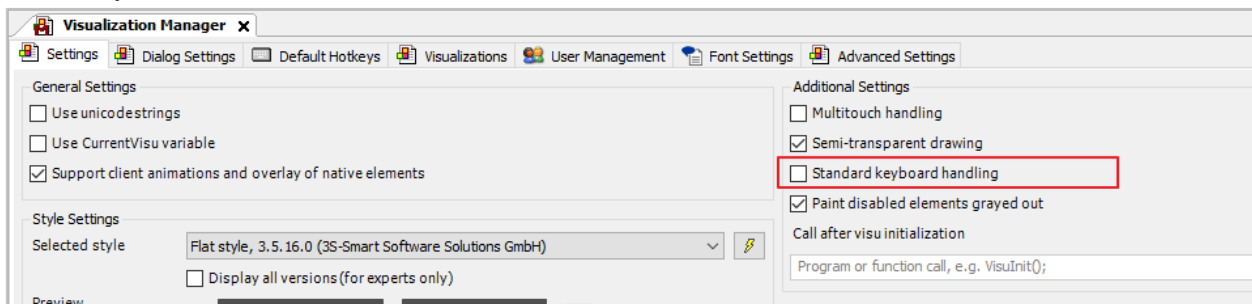 Visualization Manager
Settings Dialog Settings Default Hotkeys Visualizations User Management Font Settings Advanced Settings
General Settings
Use unicodestrings
Use CurrentVisu variable
Support client animations and overlay of native elements
Style Settings
Selected style Flat style, 3.5.16.0 (3S-Smart Software Solutions GmbH)
Display all versions (for experts only)
Preview
Additional Settings
Multitouch handling
Semi-transparent drawing
Standard keyboard handling
Paint disabled elements grayed out
Call after visu initialization
Program or function call, e.g. VisuInit();